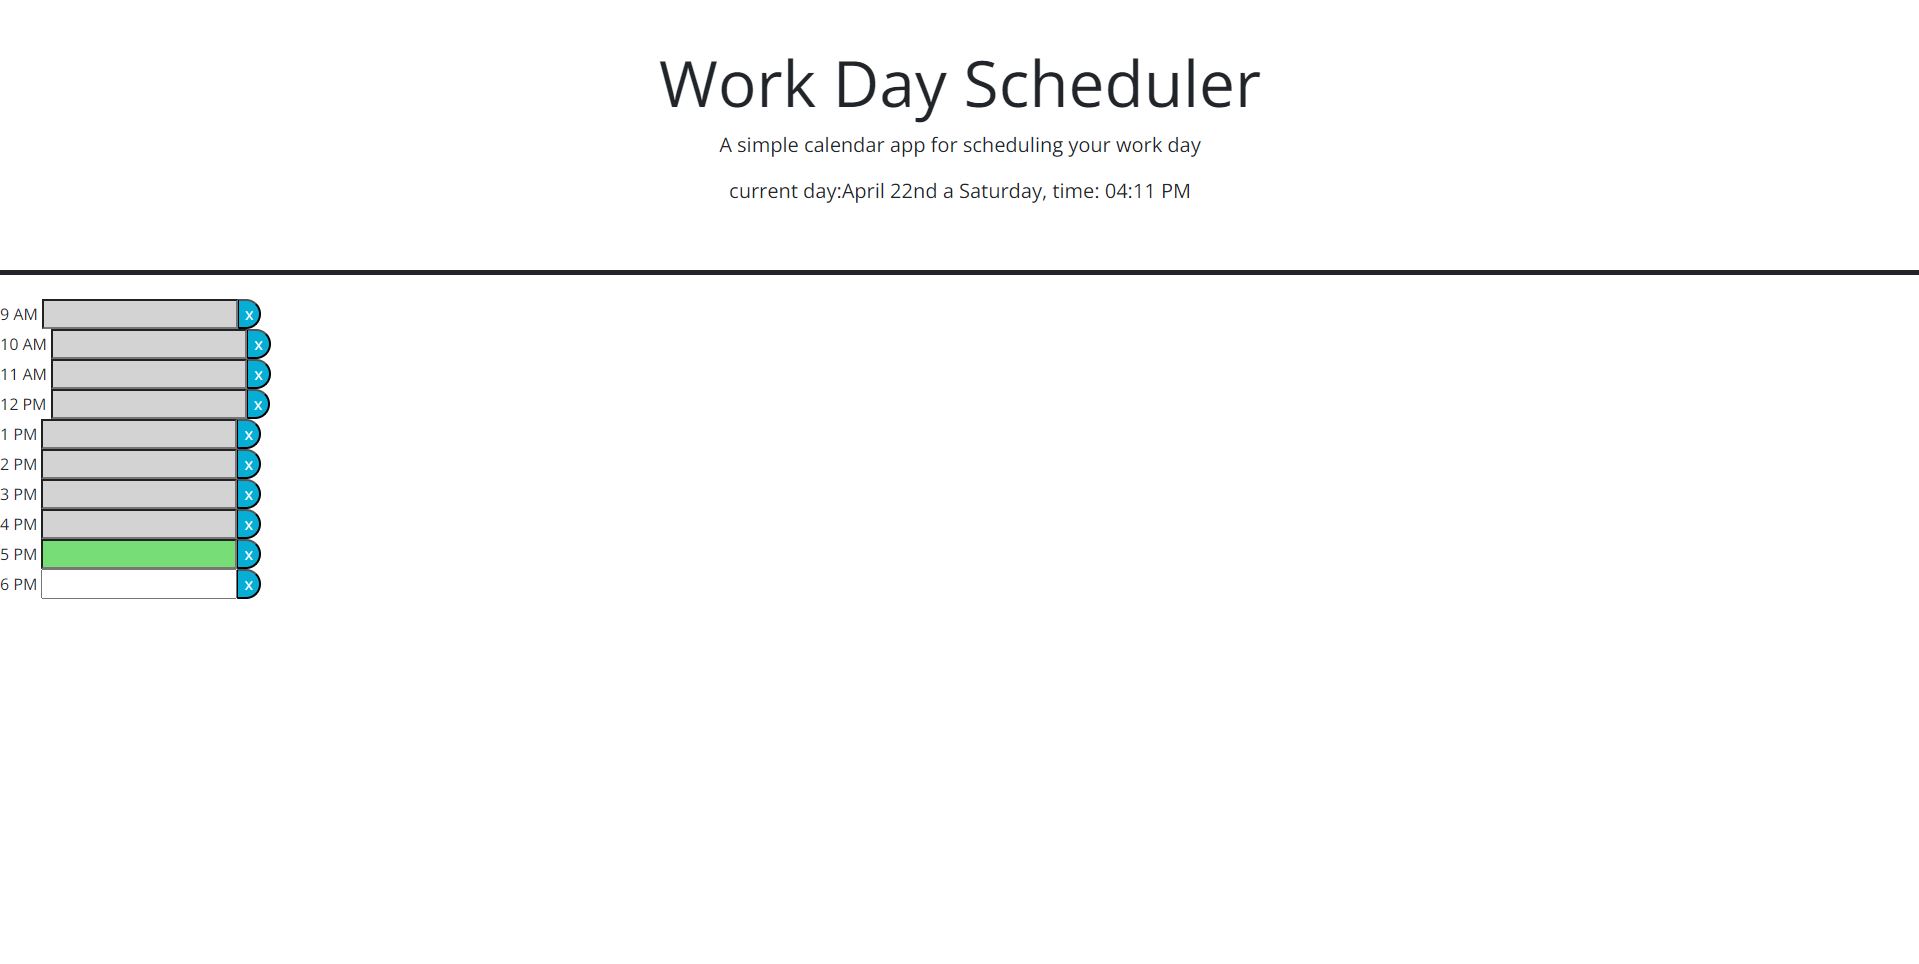 Work Day Scheduler
A simple calendar app for scheduling your work day
current day:April 22nd a Saturday, time: 04:11 PM
9 AM x
10 AM x
11 AM x
12 PM x
1 PM x
2 PM x
3 PM x
4 PM x
5 PM x
6 PM x